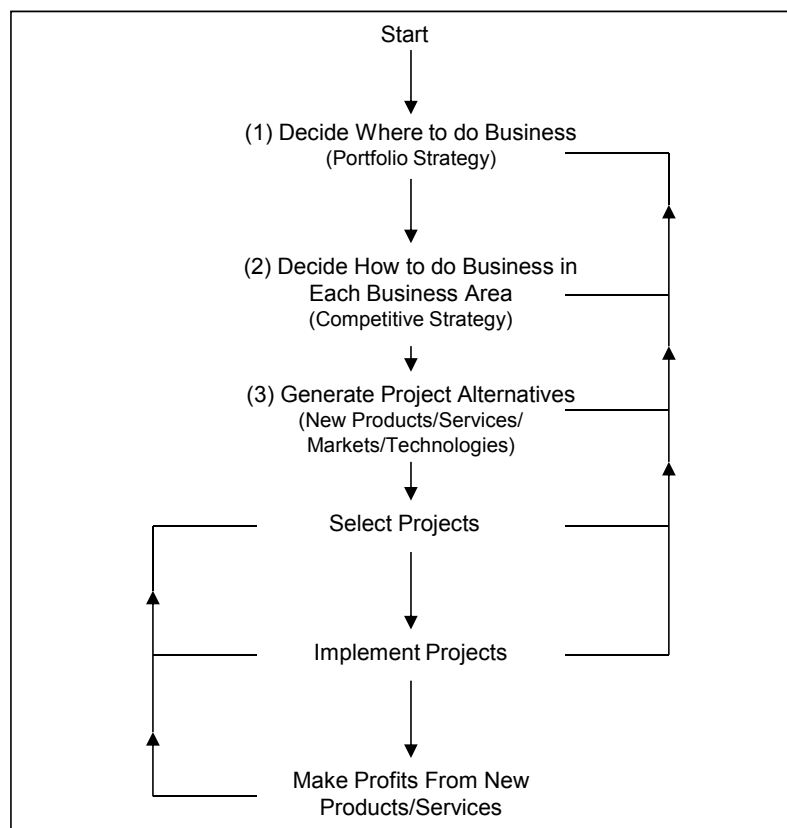 Start
(1) Decide Where to do Business
(Portfolio Strategy)
(2) Decide How to do Business in
Each Business Area
(Competitive Strategy)
(3) Generate Project Alternatives
(New Products/Services/
Markets/Technologies)
Select Projects
Implement Projects
Make Profits From New
Products/Services